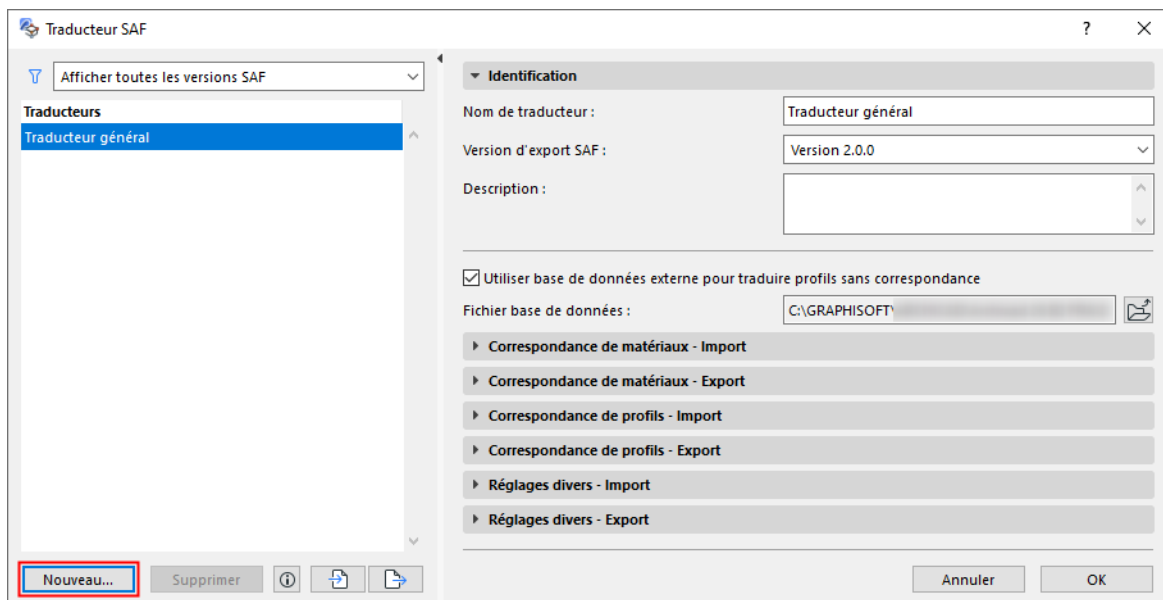 Traducteur SAF
?
Afficher toutes les versions SAF
Traducteurs
Traducteur général
Nouveau...
Supprimer
Identification
Nom de traducteur :
Traducteur général
Version d'export SAF :
Version 2.0.0
Description :
Utiliser base de données externe pour traduire profils sans correspondance
Fichier base de données :
C:\GRAPHISOFT\
Correspondance de matériaux - Import
Correspondance de matériaux - Export
Correspondance de profils - Import
Correspondance de profils - Export
Réglages divers - Import
Réglages divers - Export
Annuler
OK